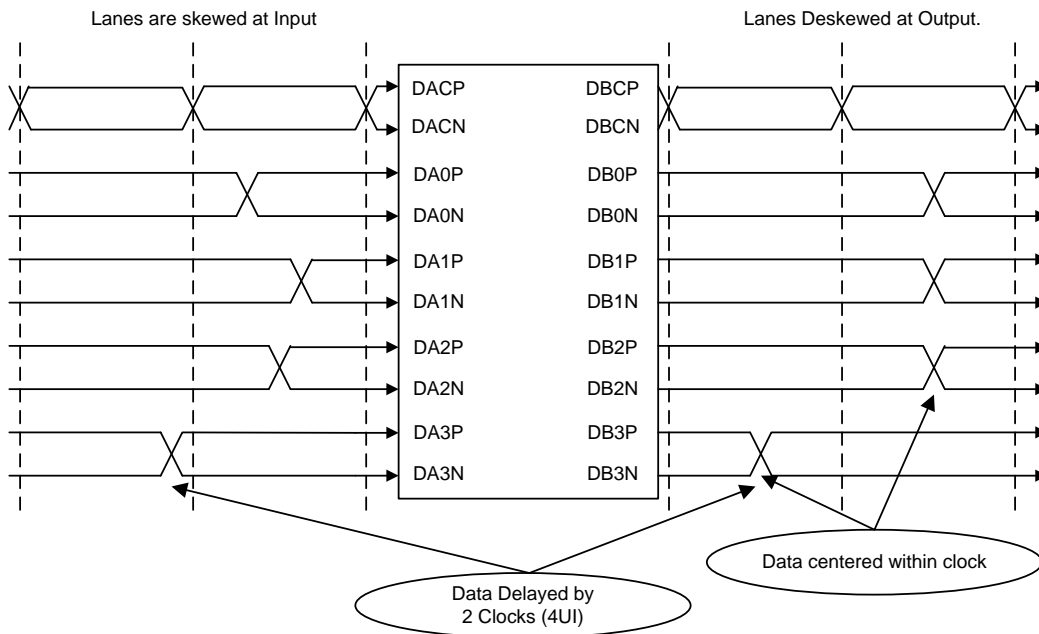 Lanes are skewed at Input
Lanes Deskewed at Output.
DACP
DBCP
DACN
DBCN
DA0P
DB0P
DA0N
DB0N
DA1P
DB1P
DA1N
DB1N
DA2P
DB2P
DA2N
DB2N
DA3P
DB3P
DA3N
DB3N
Data centered within clock
Data Delayed by
2 Clocks (4UI)